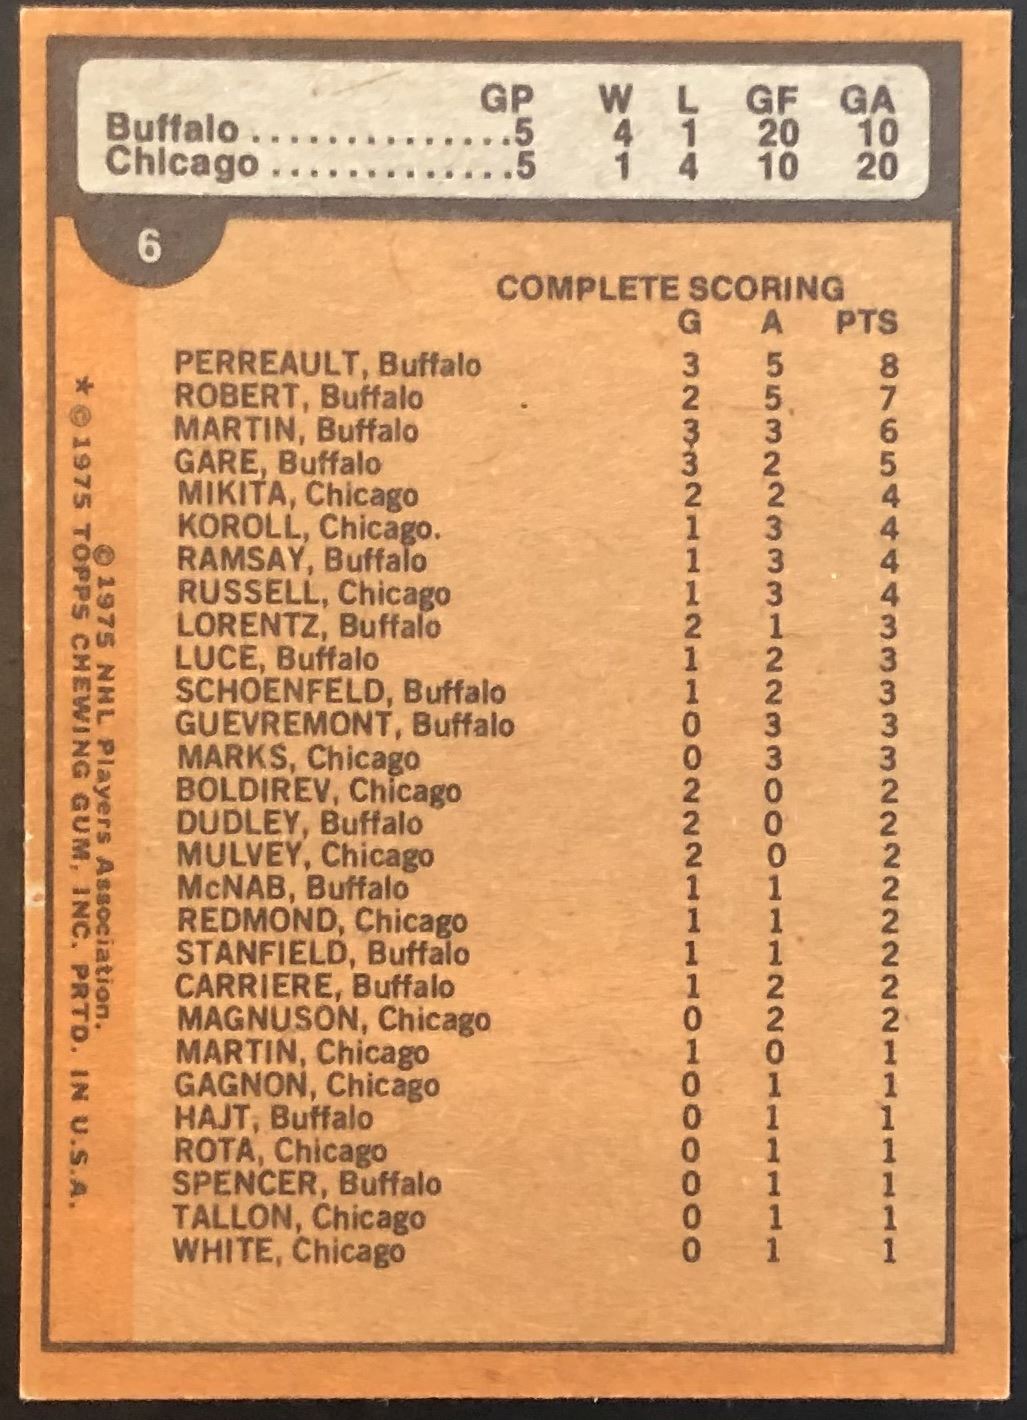 GP W L GF GA
Buffalo ..............5 4 1 20 10
Chicago .............5 1 4 10 20
6
COMPLETE SCORING
G A PTS
PERREAULT, Buffalo 3 5 8
ROBERT, Buffalo 2 5 7
MARTIN, Buffalo 3 3 6
GARE, Buffalo 3 2 5
MIKITA, Chicago 2 2 4
KOROLL, Chicago. 1 3 4
RAMSAY, Buffalo 1 3 4
RUSSELL, Chicago 1 3 4
LORENTZ, Buffalo 2 1 3
LUCE, Buffalo 1 2 3
SCHOENFELD, Buffalo 1 2 3
GUEVREMONT, Buffalo 0 3 3
MARKS, Chicago 0 3 3
BOLDIREV, Chicago 2 0 2
DUDLEY, Buffalo 2 0 2
MULVEY, Chicago 2 0 2
McNAB, Buffalo 1 1 2
REDMOND, Chicago 1 1 2
STANFIELD, Buffalo 1 1 2
CARRIERE, Buffalo 1 2 2
MAGNUSON, Chicago 0 2 2
MARTIN, Chicago 1 0 1
GAGNON, Chicago 0 1 1
HAJT, Buffalo 0 1 1
ROTA, Chicago 0 1 1
SPENCER, Buffalo 0 1 1
TALLON, Chicago 0 1 1
WHITE, Chicago 0 1 1
© 1975 NHL Players Association.
★ © 1975 TOPPS CHEWING GUM, INC. PRTD. IN U.S.A.